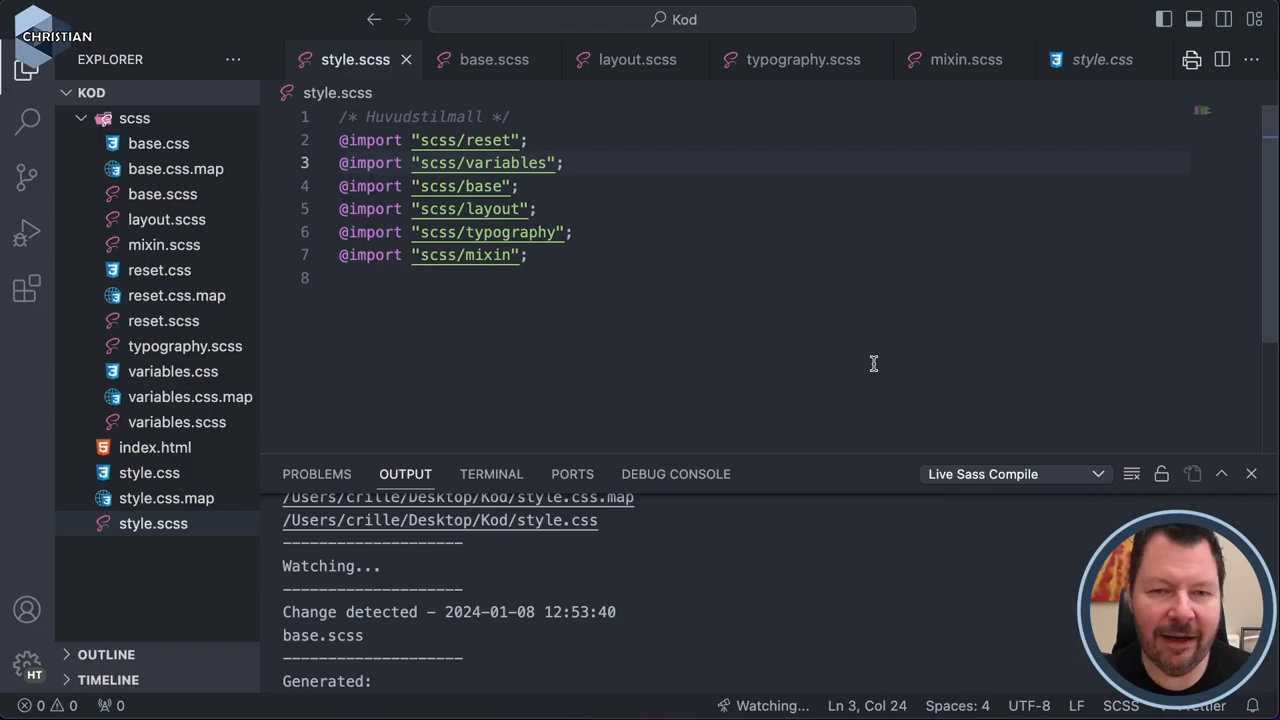 CHRISTIAN
Kod
EXPLORER
style.scss
base.scss
layout.scss
typography.scss
mixin.scss
style.css
KOD
scss
base.css
base.css.map
base.scss
layout.scss
mixin.scss
reset.css
reset.css.map
reset.scss
typography.scss
variables.css
variables.css.map
variables.scss
index.html
style.css
style.css.map
style.scss
OUTLINE
TIMELINE
style.scss
1 /* Huvudstilmall */
2 @import "scss/reset";
3 @import "scss/variables";
4 @import "scss/base";
5 @import "scss/layout";
6 @import "scss/typography";
7 @import "scss/mixin";
8
PROBLEMS OUTPUT TERMINAL PORTS DEBUG CONSOLE Live Sass Compile
/Users/crille/Desktop/Kod/style.css.map
/Users/crille/Desktop/Kod/style.css
--------------------
Watching...
--------------------
Change detected - 2024-01-08 12:53:40
base.scss
--------------------
Generated:
HT
0 0 0 Watching... Ln 3, Col 24 Spaces: 4 UTF-8 LF SCSS Prettier